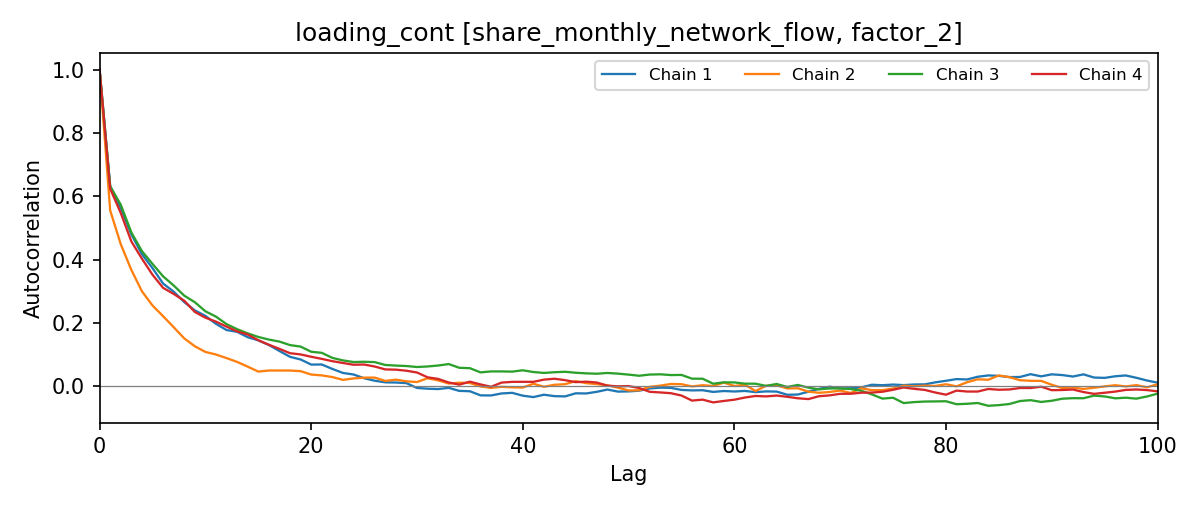 loading_cont [share_monthly_network_flow, factor_2]
Chain 1 Chain 2 Chain 3 Chain 4
Autocorrelation
1.0
0.8
0.6
0.4
0.2
0.0
0 20 40 60 80 100
Lag